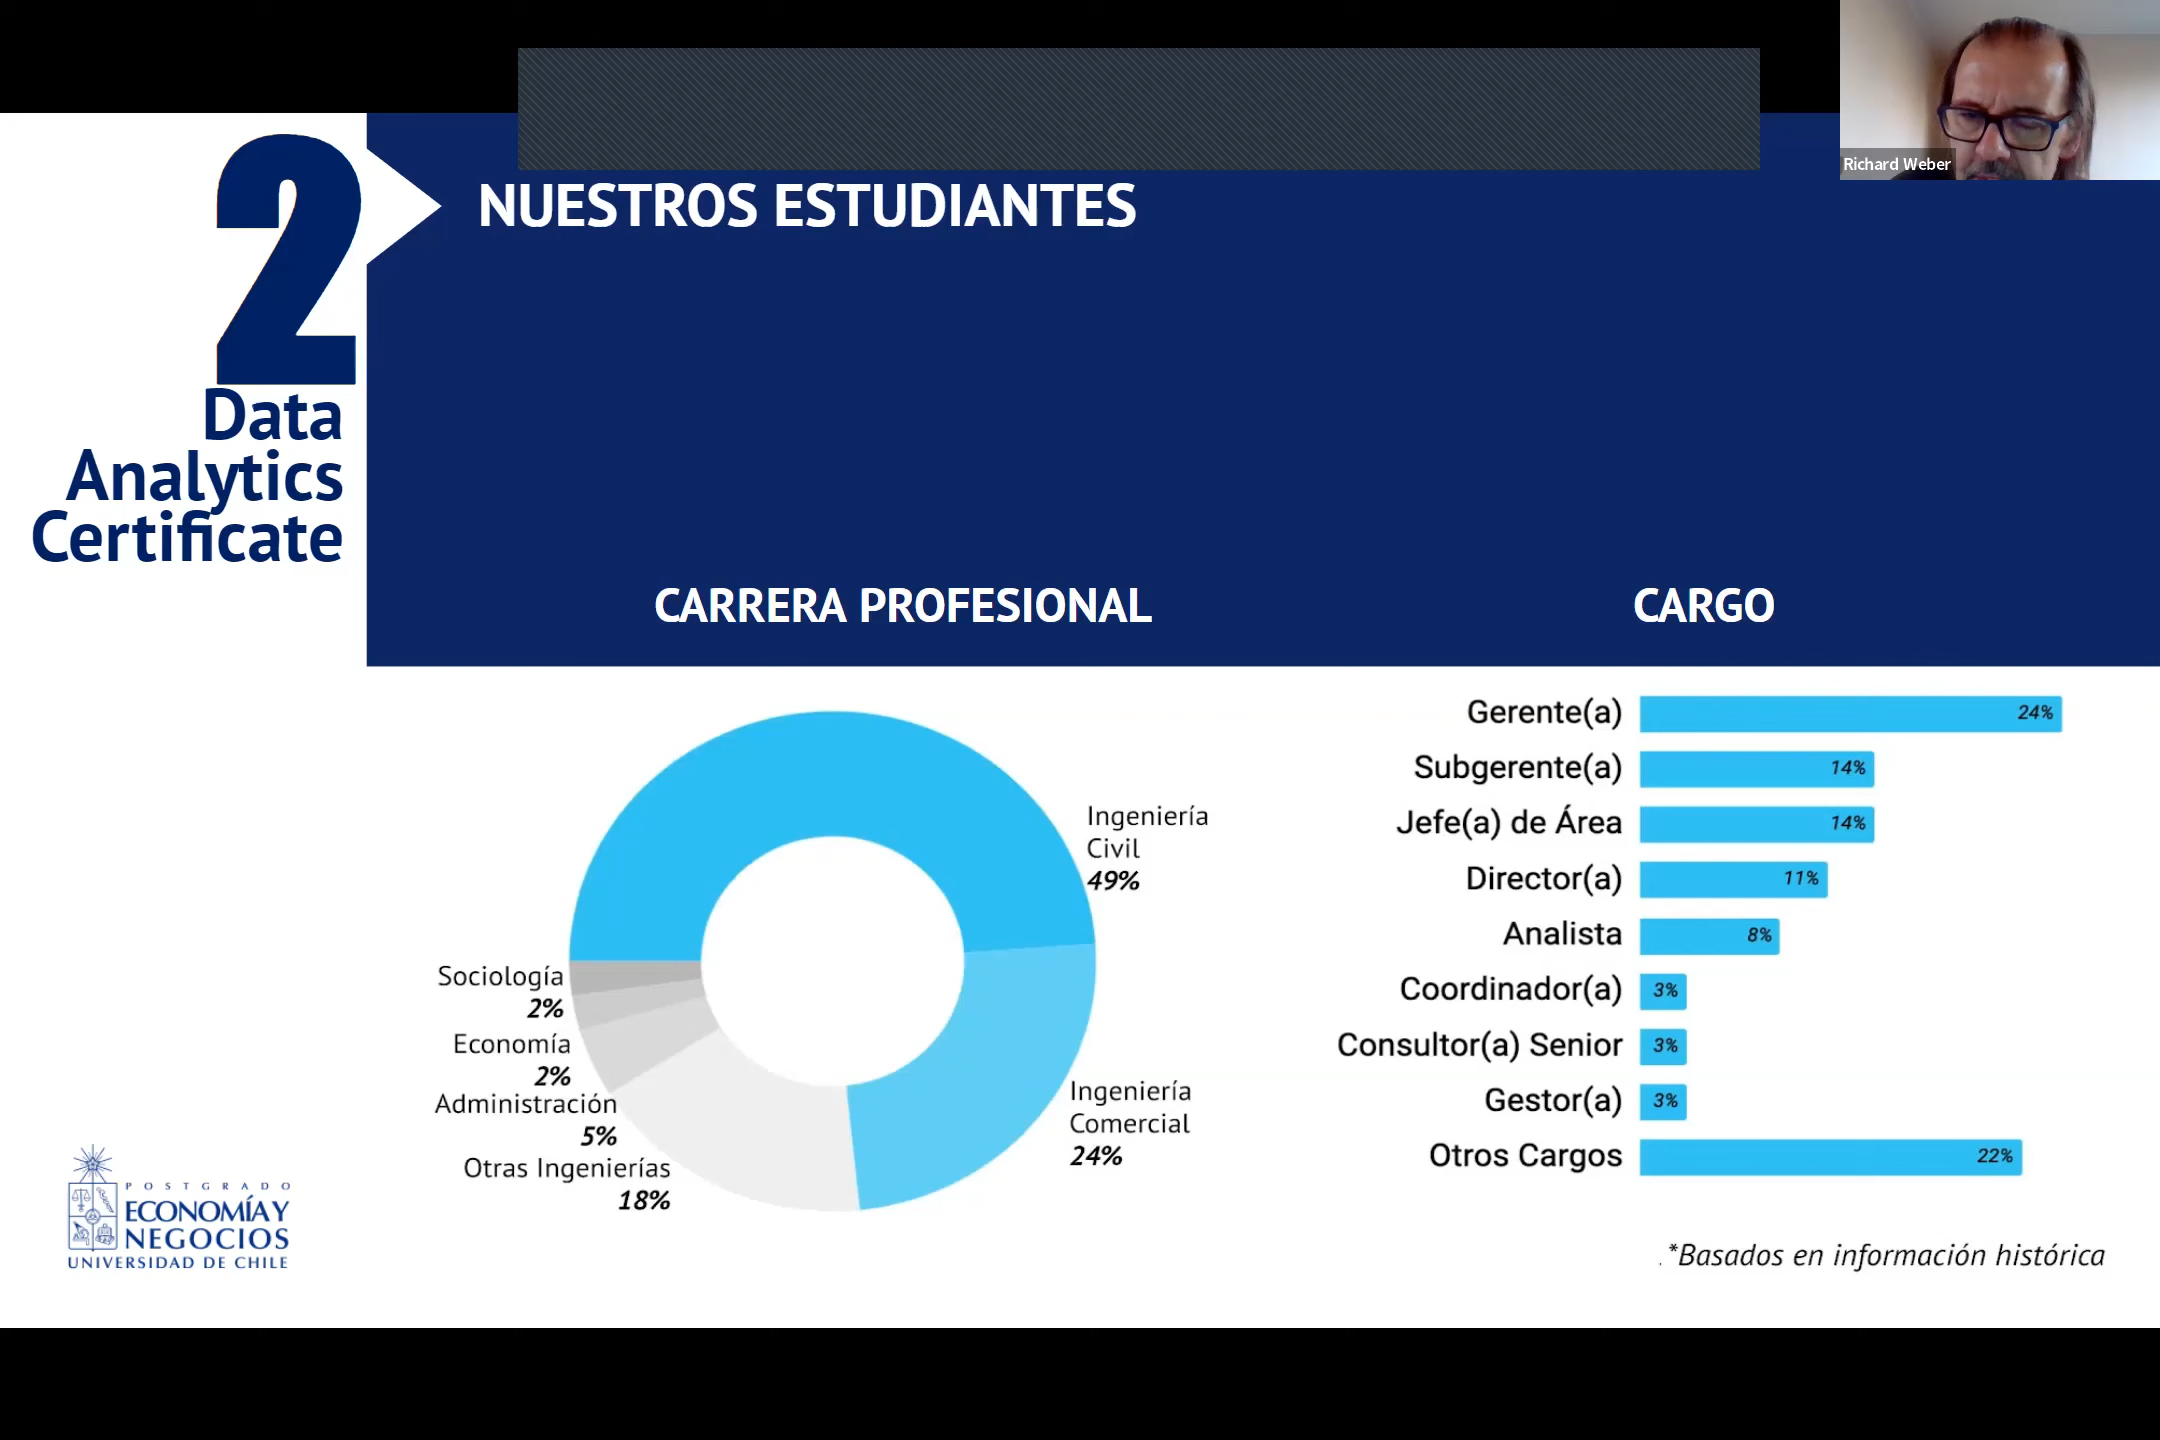 Richard Weber
2
NUESTROS ESTUDIANTES
Data
Analytics
Certificate
CARRERA PROFESIONAL
CARGO
Ingeniería
Civil
49%
Ingeniería
Comercial
24%
Sociología
2%
Economía
2%
Administración
5%
Otras Ingenierías
18%
Gerente(a) 24%
Subgerente(a) 14%
Jefe(a) de Área 14%
Director(a) 11%
Analista 8%
Coordinador(a) 3%
Consultor(a) Senior 3%
Gestor(a) 3%
Otros Cargos 22%
.*Basados en información histórica
POSTGRADO
ECONOMÍA Y
NEGOCIOS
UNIVERSIDAD DE CHILE